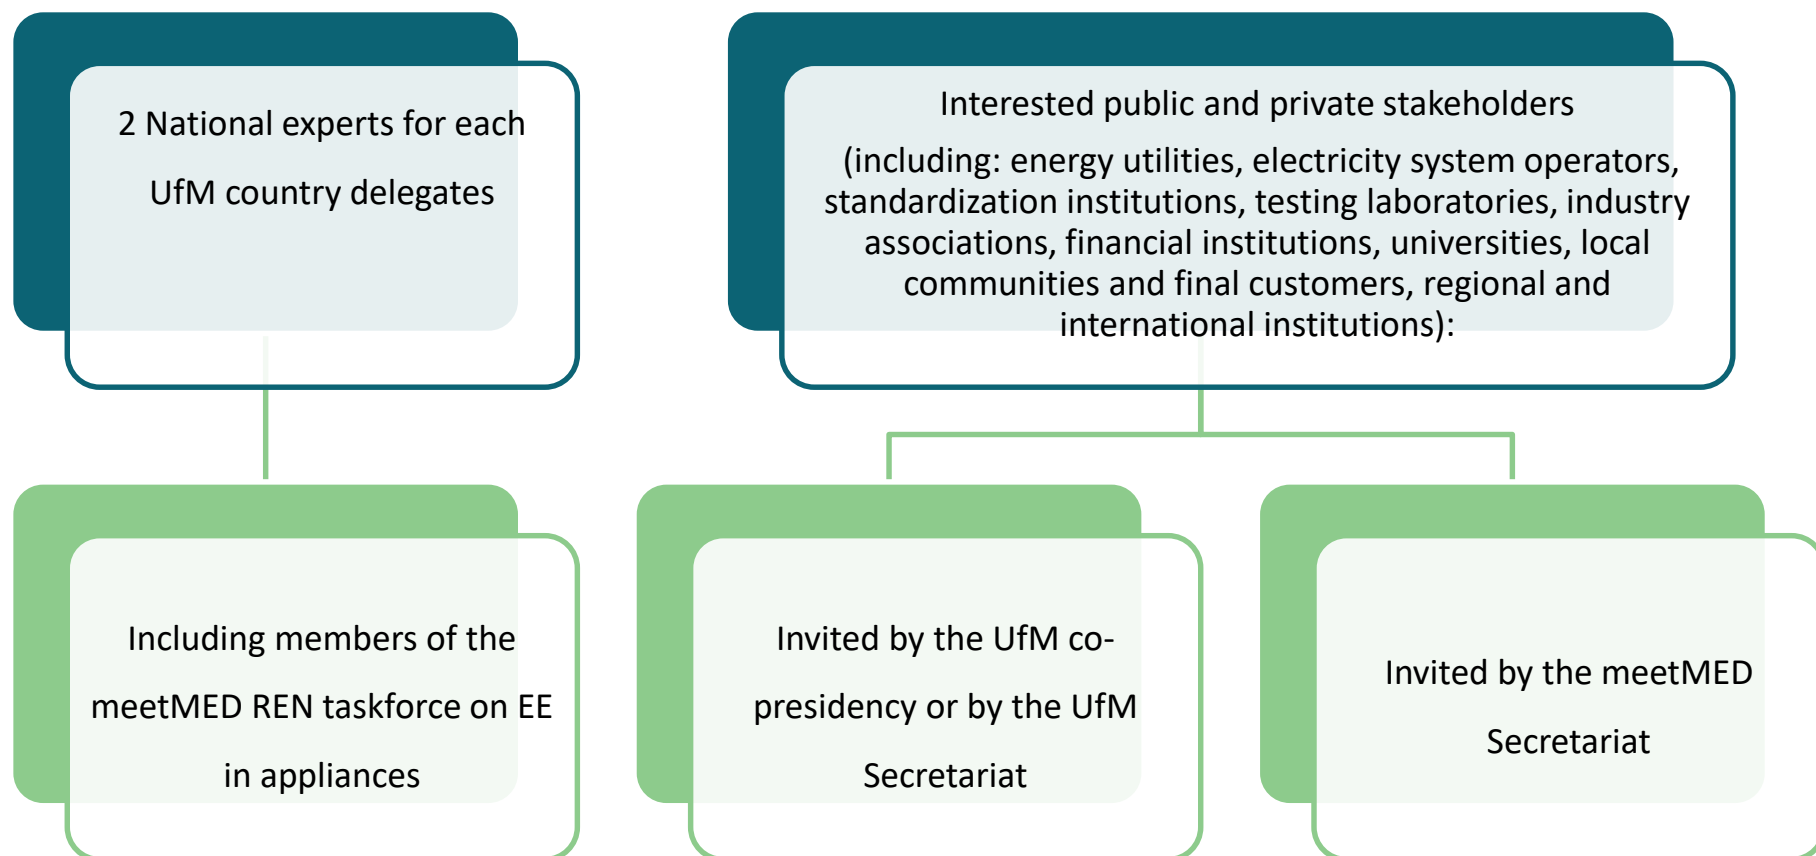 2 National experts for each
UfM country delegates
Interested public and private stakeholders
(including: energy utilities, electricity system operators,
standardization institutions, testing laboratories, industry
associations, financial institutions, universities, local
communities and final customers, regional and
international institutions):
Including members of the
meetMED REN taskforce on EE
in appliances
Invited by the UfM co-
presidency or by the UfM
Secretariat
Invited by the meetMED
Secretariat